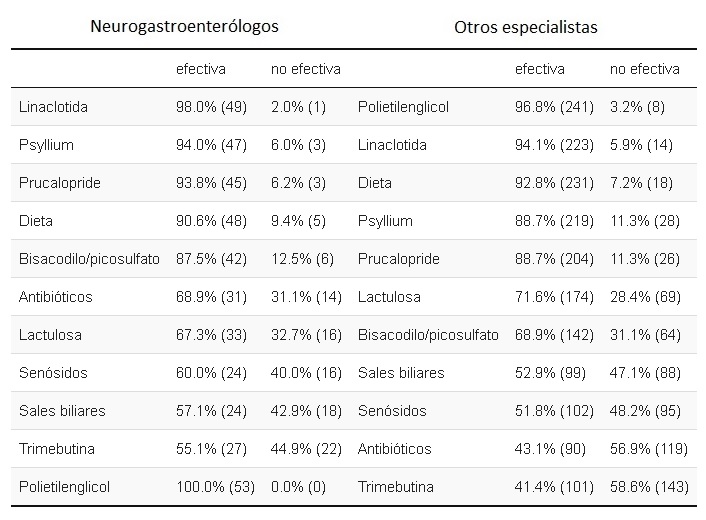 Neurogastroenterólogos Otros especialistas
efectiva no efectiva efectiva no efectiva
Linaclotida 98.0% (49) 2.0% (1) Polietilenglicol 96.8% (241) 3.2% (8)
Psyllium 94.0% (47) 6.0% (3) Linaclotida 94.1% (223) 5.9% (14)
Prucalopride 93.8% (45) 6.2% (3) Dieta 92.8% (231) 7.2% (18)
Dieta 90.6% (48) 9.4% (5) Psyllium 88.7% (219) 11.3% (28)
Bisacodilo/picosulfato 87.5% (42) 12.5% (6) Prucalopride 88.7% (204) 11.3% (26)
Antibióticos 68.9% (31) 31.1% (14) Lactulosa 71.6% (174) 28.4% (69)
Lactulosa 67.3% (33) 32.7% (16) Bisacodilo/picosulfato 68.9% (142) 31.1% (64)
Senósidos 60.0% (24) 40.0% (16) Sales biliares 52.9% (99) 47.1% (88)
Sales biliares 57.1% (24) 42.9% (18) Senósidos 51.8% (102) 48.2% (95)
Trimebutina 55.1% (27) 44.9% (22) Antibióticos 43.1% (90) 56.9% (119)
Polietilenglicol 100.0% (53) 0.0% (0) Trimebutina 41.4% (101) 58.6% (143)